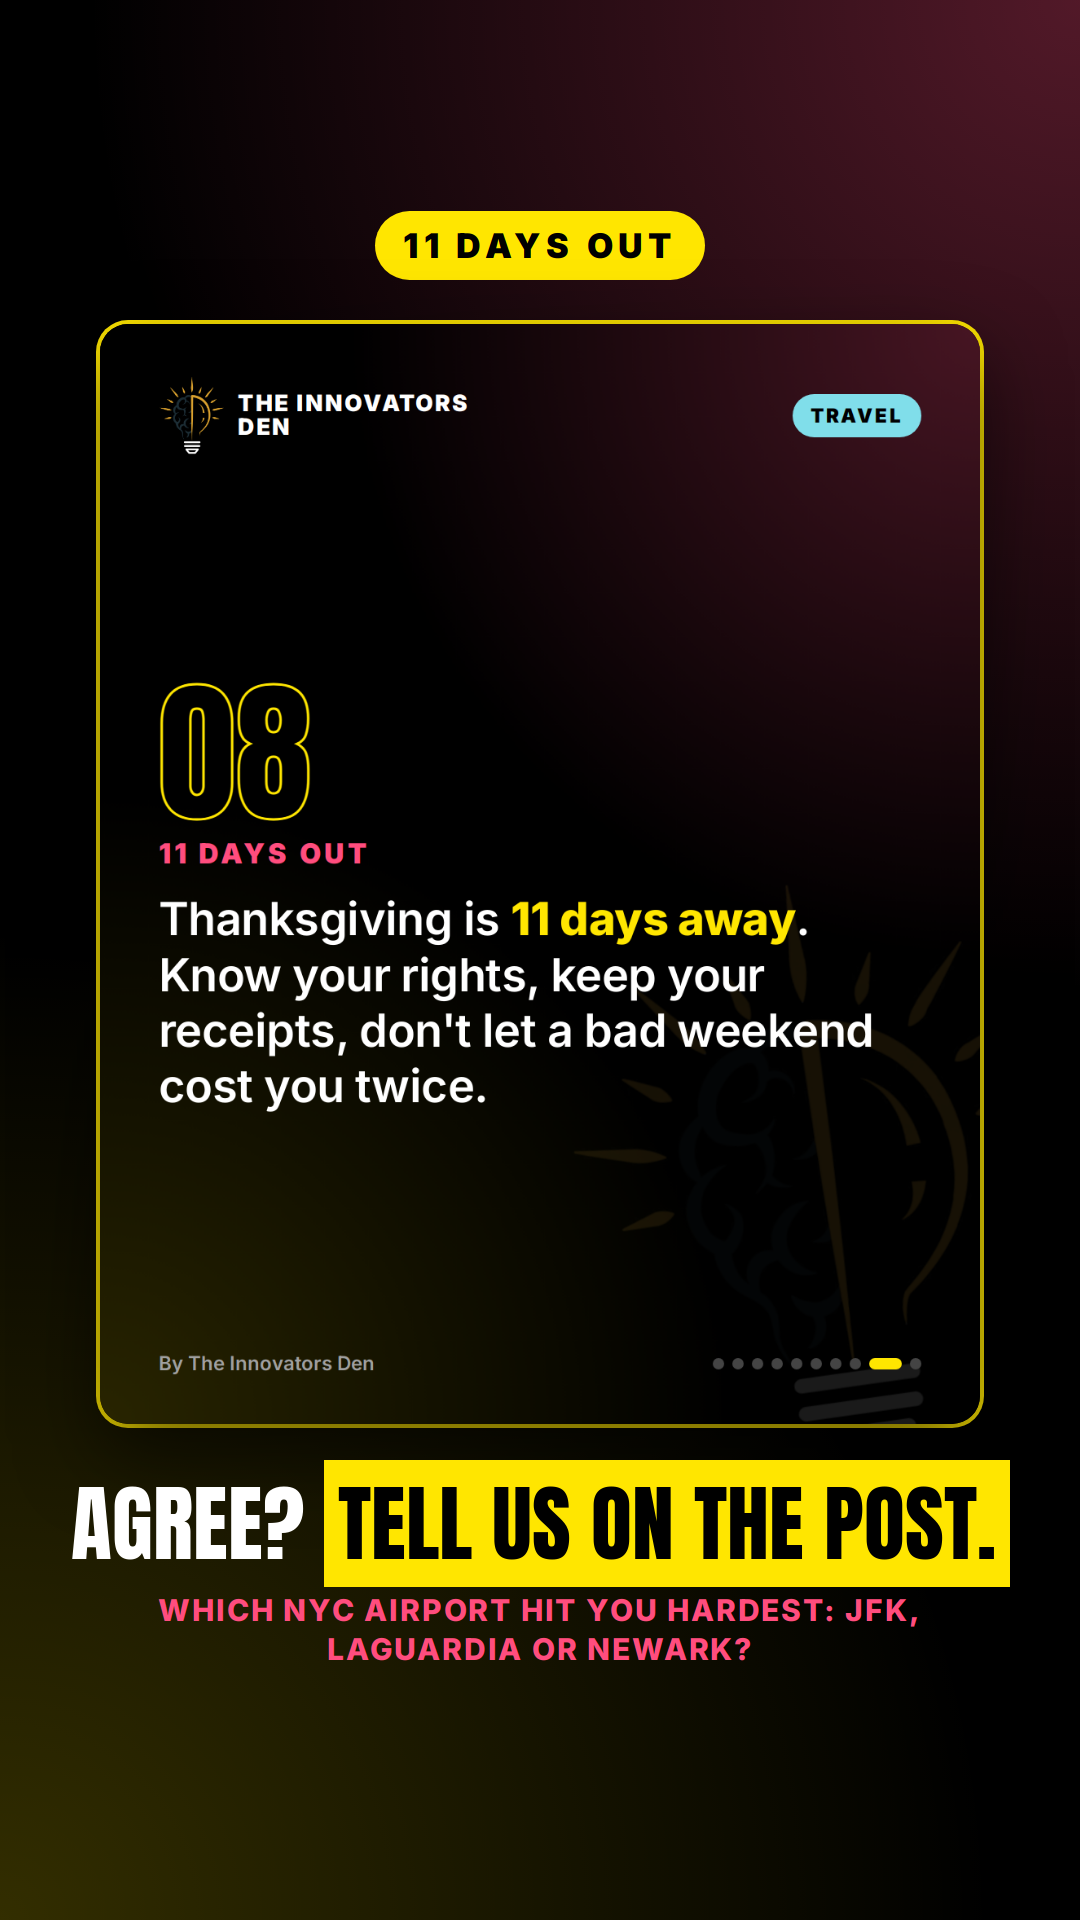 11 DAYS OUT
THE INNOVATORS
DEN
TRAVEL
08
11 DAYS OUT
Thanksgiving is 11 days away.
Know your rights, keep your
receipts, don't let a bad weekend
cost you twice.
By The Innovators Den
AGREE? TELL US ON THE POST.
WHICH NYC AIRPORT HIT YOU HARDEST: JFK,
LAGUARDIA OR NEWARK?